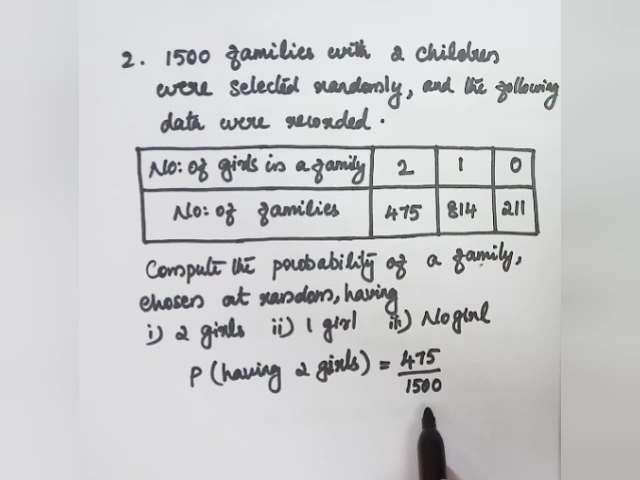 2. 1500 families with 2 children
were selected randomly, and the following
data were recorded.
No: of girls in a family 2 1 0
No: of families 475 814 211
Compute the probability of a family,
chosen at random, having
i) 2 girls ii) 1 girl iii) No girl
P (having 2 girls) = 475/1500